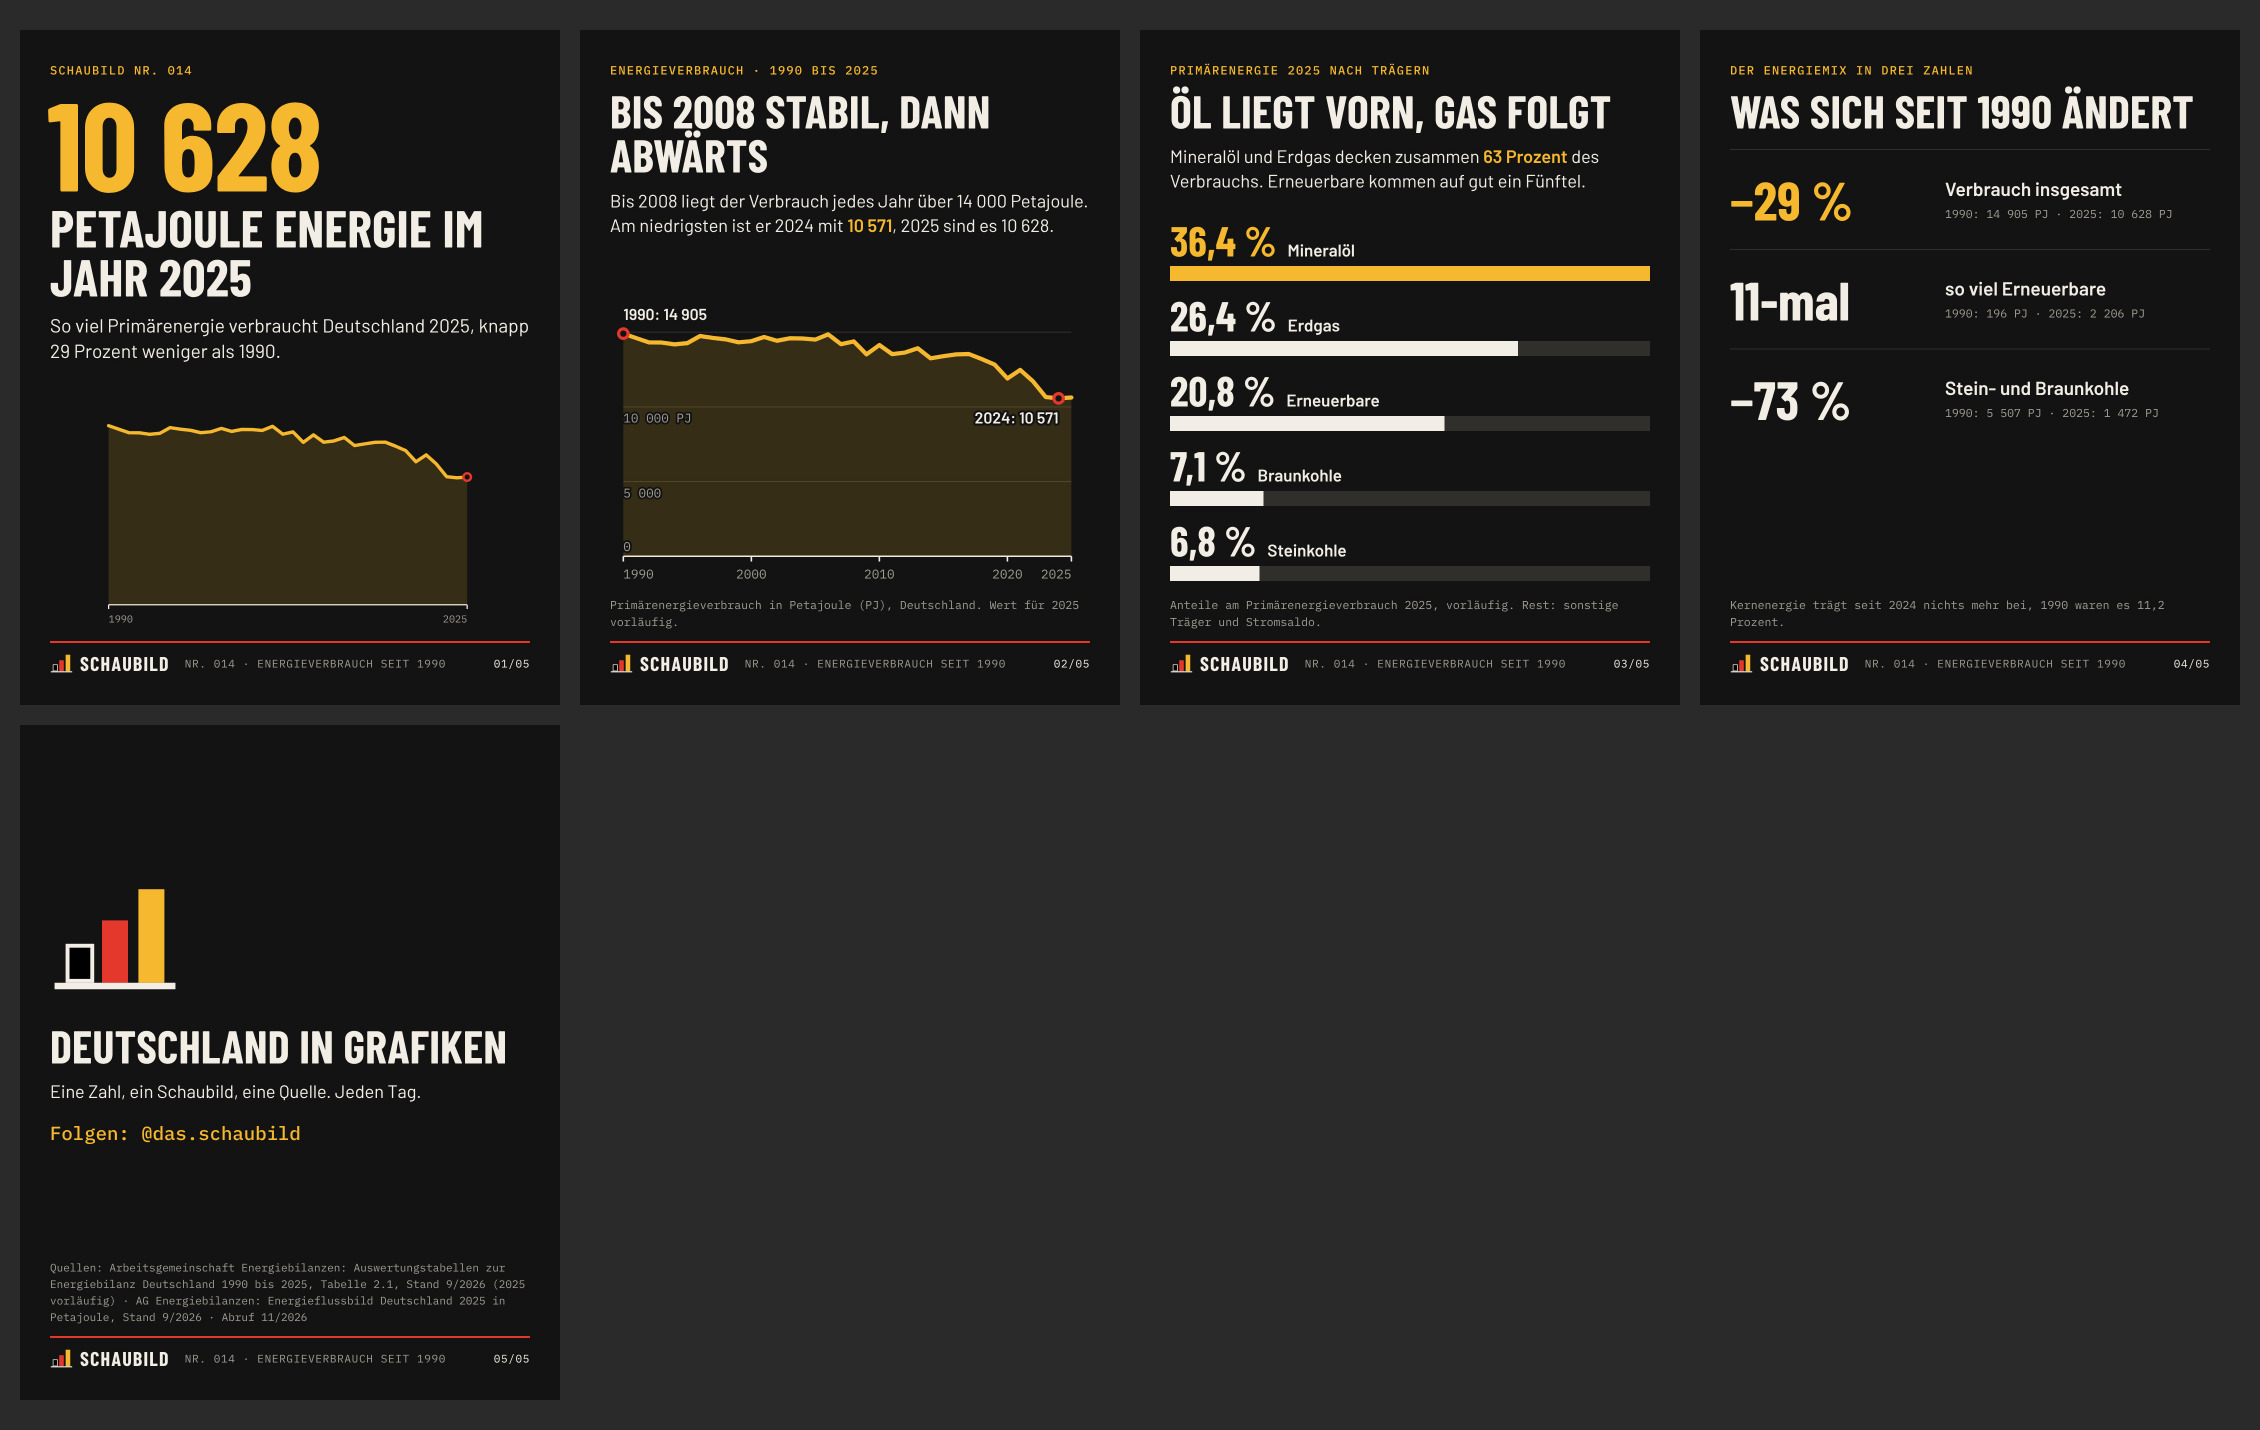 SCHAUBILD NR. 014
10 628
PETAJOULE ENERGIE IM
JAHR 2025
So viel Primärenergie verbraucht Deutschland 2025, knapp
29 Prozent weniger als 1990.
1990
2025
SCHAUBILD
NR. 014 · ENERGIEVERBRAUCH SEIT 1990
01/05
ENERGIEVERBRAUCH · 1990 BIS 2025
BIS 2008 STABIL, DANN
ABWÄRTS
Bis 2008 liegt der Verbrauch jedes Jahr über 14 000 Petajoule.
Am niedrigsten ist er 2024 mit 10 571, 2025 sind es 10 628.
1990: 14 905
10 000 PJ
2024: 10 571
5 000
0
1990
2000
2010
2020
2025
Primärenergieverbrauch in Petajoule (PJ), Deutschland. Wert für 2025
vorläufig.
SCHAUBILD
NR. 014 · ENERGIEVERBRAUCH SEIT 1990
02/05
PRIMÄRENERGIE 2025 NACH TRÄGERN
ÖL LIEGT VORN, GAS FOLGT
Mineralöl und Erdgas decken zusammen 63 Prozent des
Verbrauchs. Erneuerbare kommen auf gut ein Fünftel.
36,4 % Mineralöl
26,4 % Erdgas
20,8 % Erneuerbare
7,1 % Braunkohle
6,8 % Steinkohle
Anteile am Primärenergieverbrauch 2025, vorläufig. Rest: sonstige
Träger und Stromsaldo.
SCHAUBILD
NR. 014 · ENERGIEVERBRAUCH SEIT 1990
03/05
DER ENERGIEMIX IN DREI ZAHLEN
WAS SICH SEIT 1990 ÄNDERT
−29 %
Verbrauch insgesamt
1990: 14 905 PJ · 2025: 10 628 PJ
11-mal
so viel Erneuerbare
1990: 196 PJ · 2025: 2 206 PJ
−73 %
Stein- und Braunkohle
1990: 5 507 PJ · 2025: 1 472 PJ
Kernenergie trägt seit 2024 nichts mehr bei, 1990 waren es 11,2
Prozent.
SCHAUBILD
NR. 014 · ENERGIEVERBRAUCH SEIT 1990
04/05
DEUTSCHLAND IN GRAFIKEN
Eine Zahl, ein Schaubild, eine Quelle. Jeden Tag.
Folgen: @das.schaubild
Quellen: Arbeitsgemeinschaft Energiebilanzen: Auswertungstabellen zur
Energiebilanz Deutschland 1990 bis 2025, Tabelle 2.1, Stand 9/2026 (2025
vorläufig) · AG Energiebilanzen: Energieflussbild Deutschland 2025 in
Petajoule, Stand 9/2026 · Abruf 11/2026
SCHAUBILD
NR. 014 · ENERGIEVERBRAUCH SEIT 1990
05/05